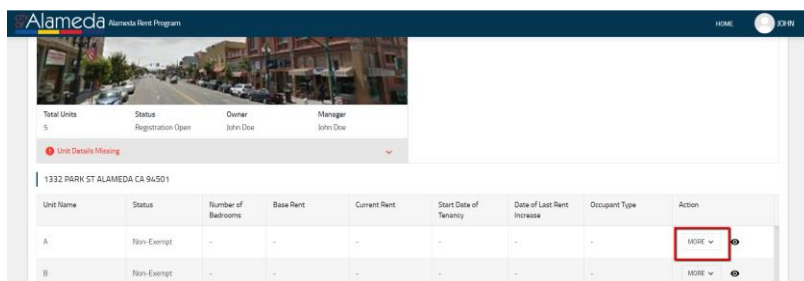 Alameda Alameda Rent Program HOME JOHN
Total Units Status Owner Manager
5 Registration Open John Doe John Doe
Unit Details Missing
1332 PARK ST ALAMEDA CA 94501
Unit Name Status Number of Bedrooms Base Rent Current Rent Start Date of Tenancy Date of Last Rent Increase Occupant Type Action
A Non-Exempt - - - - - - MORE
B Non-Exempt - - - - - - MORE